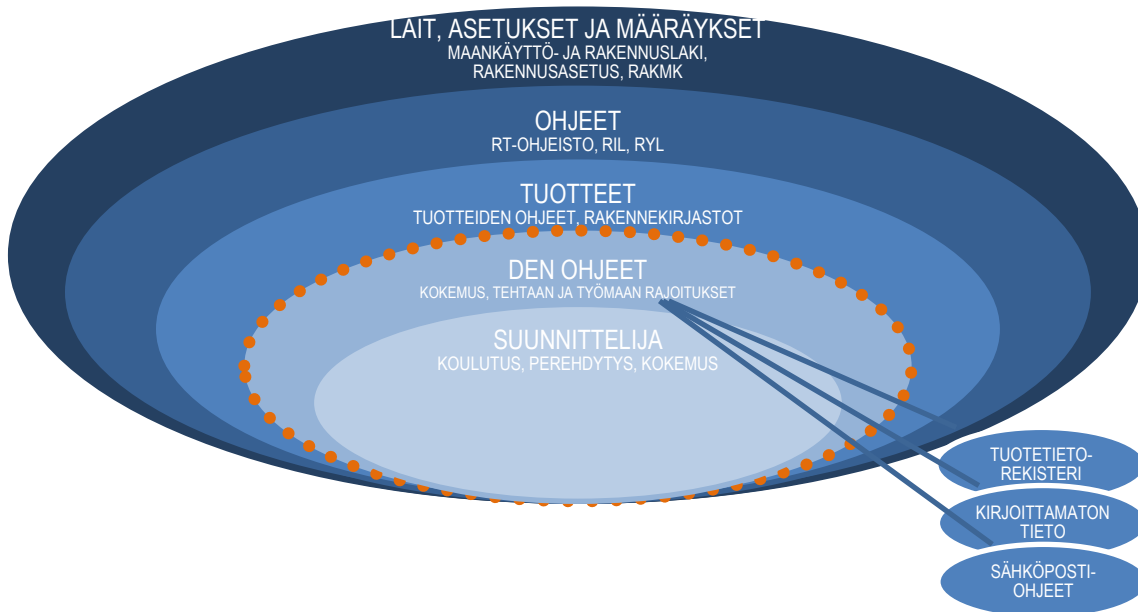 LAIT, ASETUKSET JA MÄÄRÄYKSET
MAANKÄYTTÖ- JA RAKENNUSLAKI,
RAKENNUSASETUS, RAKMK
OHJEET
RT-OHJEISTO, RIL, RYL
TUOTTEET
TUOTTEIDEN OHJEET, RAKENNEKIRJASTOT
DEN OHJEET
KOKEMUS, TEHTAAN JA TYÖMAAN RAJOITUKSET
SUUNNITTELIJA
KOULUTUS, PEREHDYTYS, KOKEMUS
TUOTETIETO-
REKISTERI
KIRJOITTAMATON
TIETO
SÄHKÖPOSTI-
OHJEET